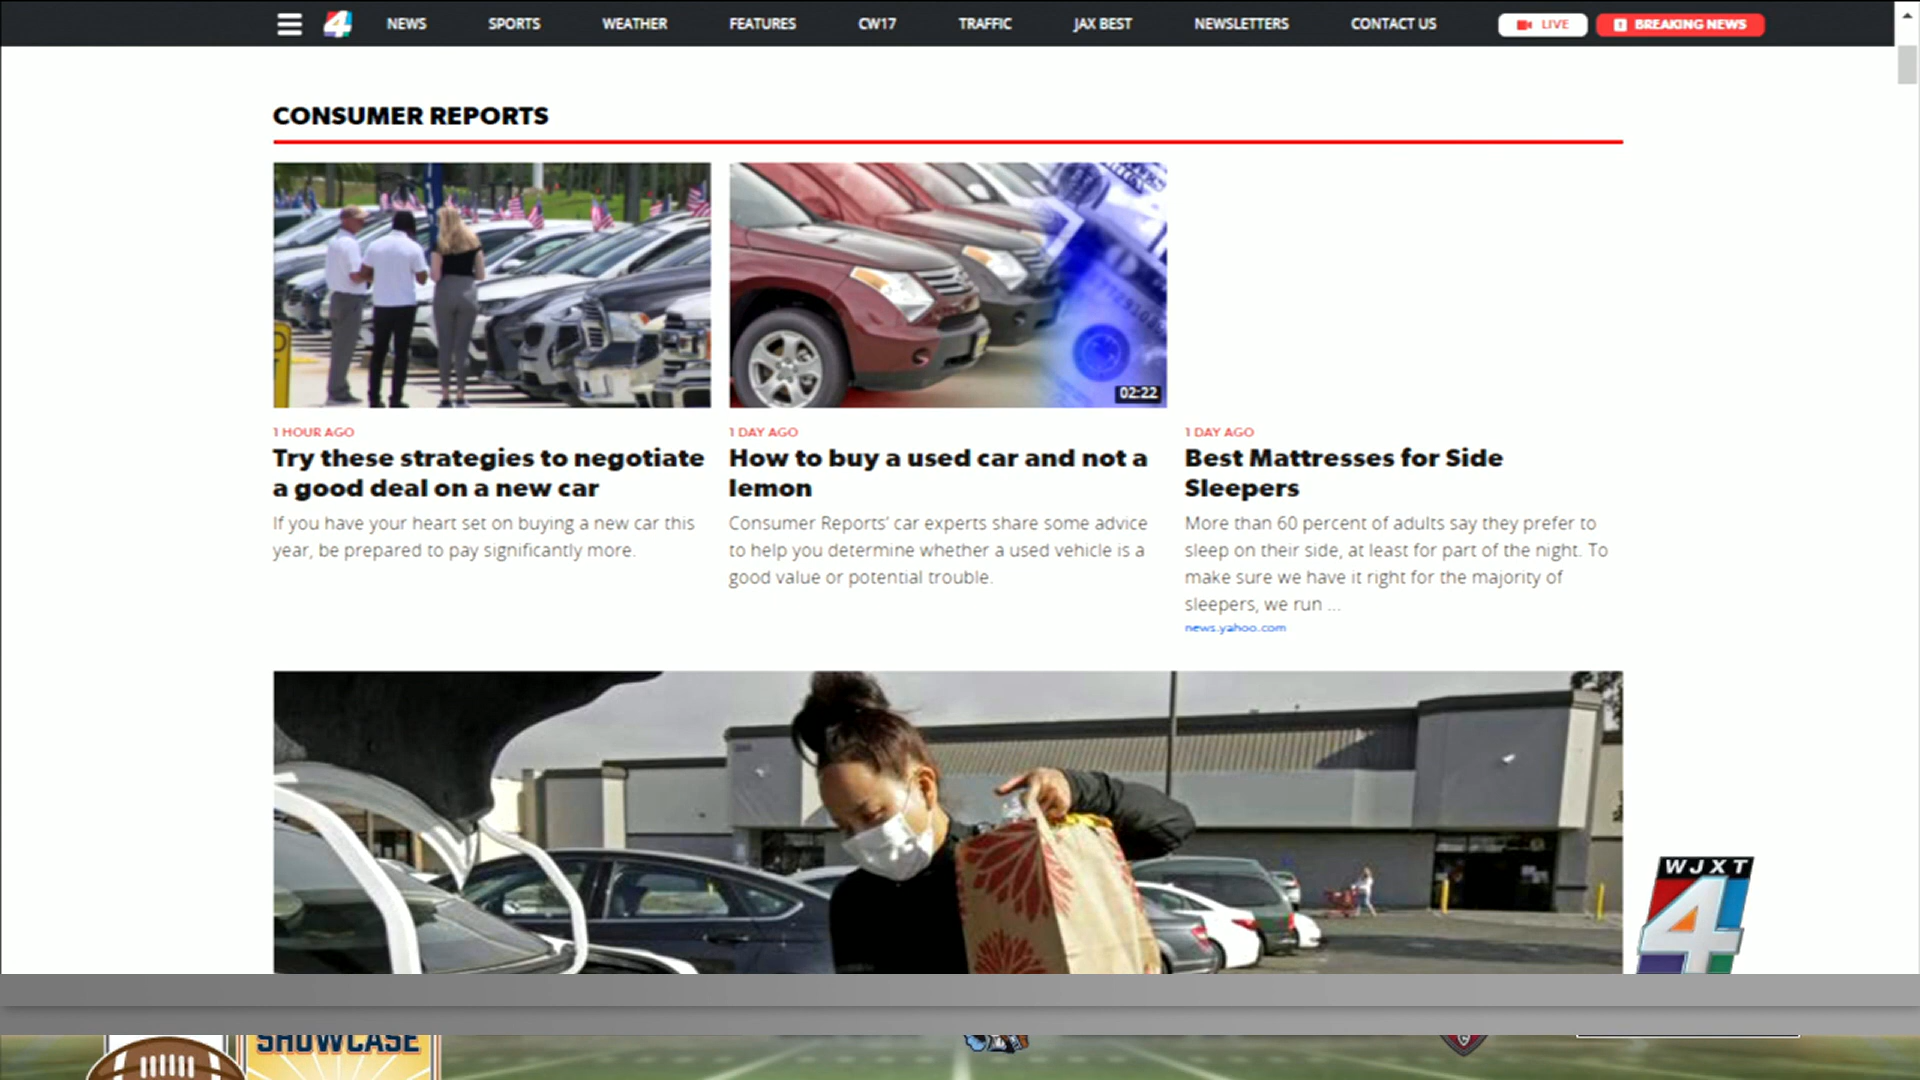 4 NEWS SPORTS WEATHER FEATURES CW17 TRAFFIC JAX BEST NEWSLETTERS CONTACT US LIVE BREAKING NEWS
CONSUMER REPORTS
02:22
1 HOUR AGO
Try these strategies to negotiate
a good deal on a new car
If you have your heart set on buying a new car this
year, be prepared to pay significantly more.
1 DAY AGO
How to buy a used car and not a
lemon
Consumer Reports' car experts share some advice
to help you determine whether a used vehicle is a
good value or potential trouble.
1 DAY AGO
Best Mattresses for Side
Sleepers
More than 60 percent of adults say they prefer to
sleep on their side, at least for part of the night. To
make sure we have it right for the majority of
sleepers, we run ...
news.yahoo.com
WJXT
4
SHOWCASE